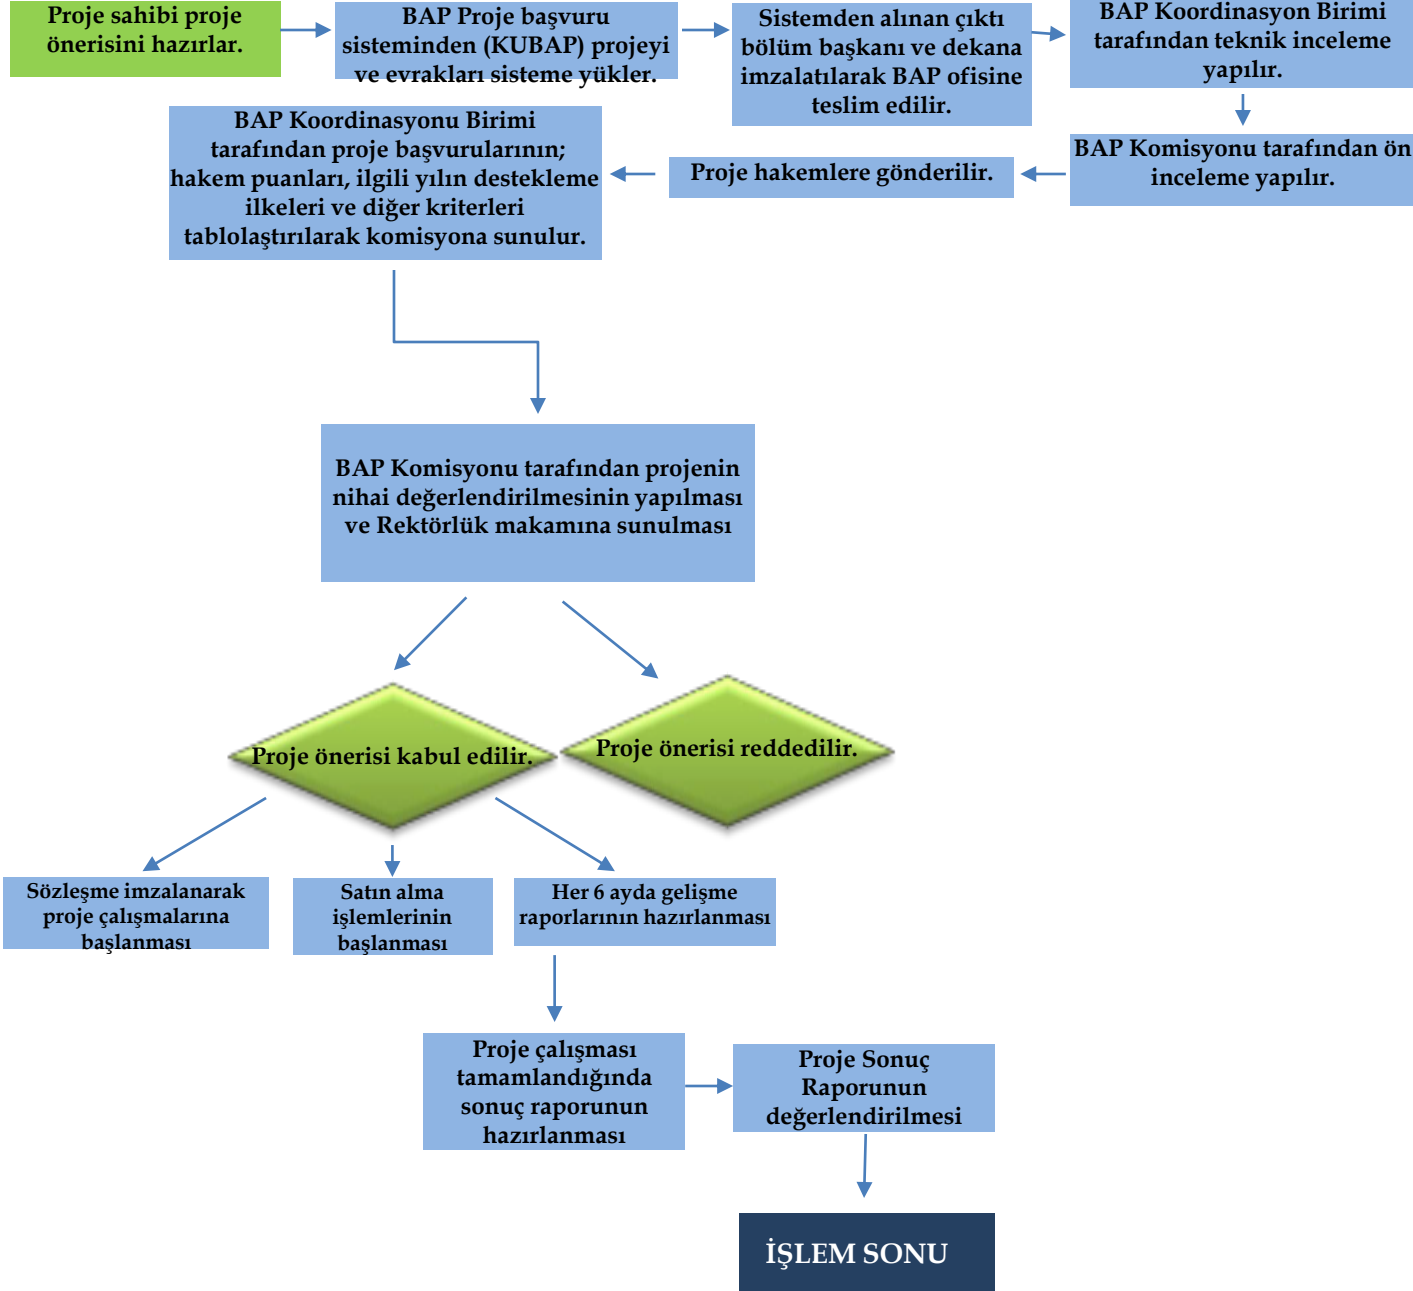 Proje sahibi proje
önerisini hazırlar.
BAP Proje başvuru
sisteminden (KUBAP) projeyi
ve evrakları sisteme yükler.
Sistemden alınan çıktı
bölüm başkanı ve dekana
imzalatılarak BAP ofisine
teslim edilir.
BAP Koordinasyon Birimi
tarafından teknik inceleme
yapılır.
BAP Komisyonu tarafından ön
inceleme yapılır.
Proje hakemlere gönderilir.
BAP Koordinasyonu Birimi
tarafından proje başvurularının;
hakem puanları, ilgili yılın destekleme
ilkeleri ve diğer kriterleri
tablolaştırılarak komisyona sunulur.
BAP Komisyonu tarafından projenin
nihai değerlendirilmesinin yapılması
ve Rektörlük makamına sunulması
Proje önerisi kabul edilir.
Proje önerisi reddedilir.
Sözleşme imzalanarak
proje çalışmalarına
başlanması
Satın alma
işlemlerinin
başlanması
Her 6 ayda gelişme
raporlarının hazırlanması
Proje çalışması
tamamlandığında
sonuç raporunun
hazırlanması
Proje Sonuç
Raporunun
değerlendirilmesi
İŞLEM SONU